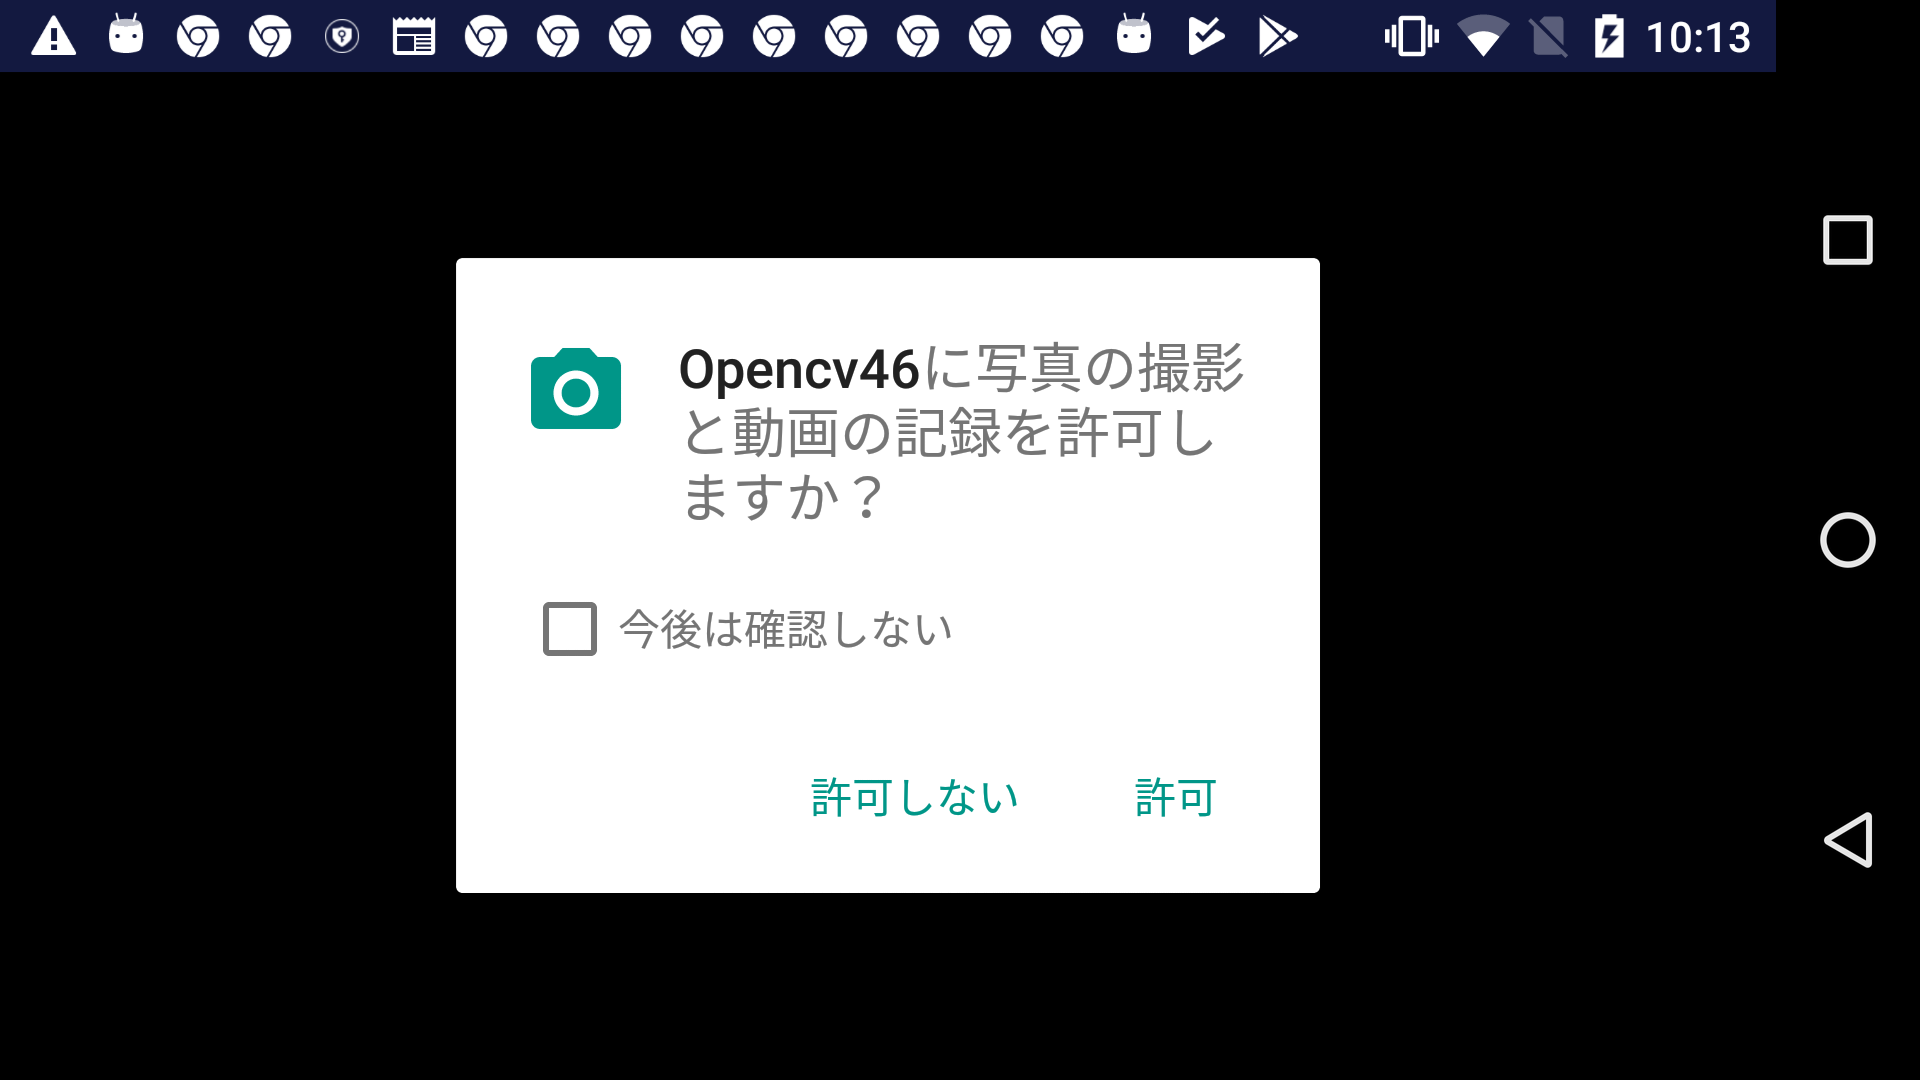 10:13
Opencv46に写真の撮影
と動画の記録を許可し
ますか？
今後は確認しない
許可しない 許可